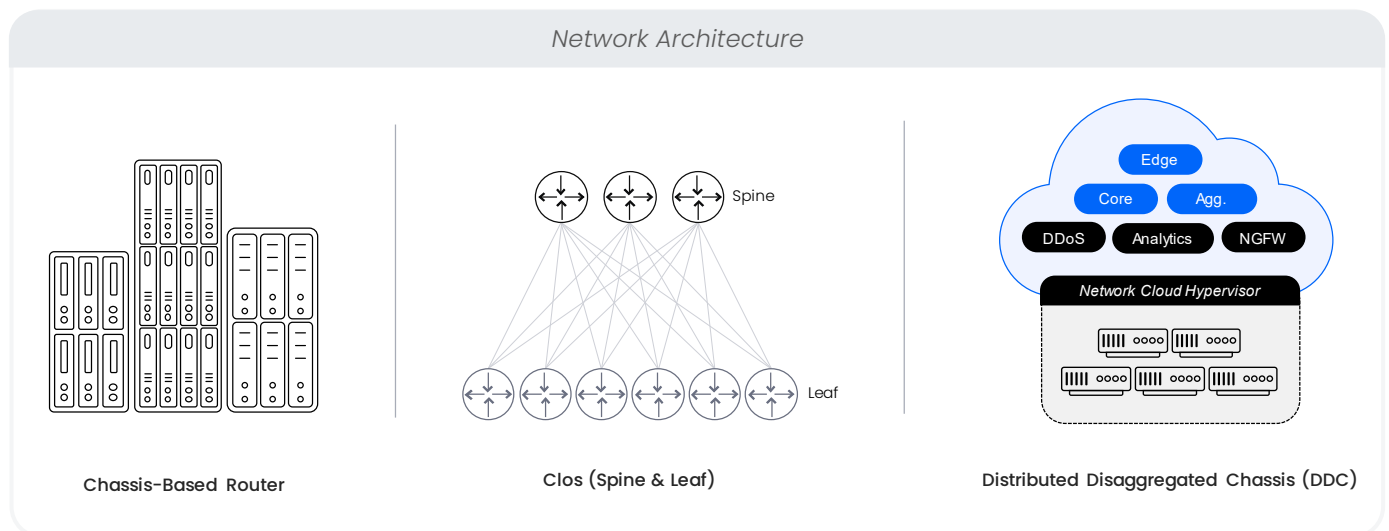 Network Architecture
Chassis-Based Router
Spine
Leaf
Clos (Spine & Leaf)
Edge
Core
Agg.
DDoS
Analytics
NGFW
Network Cloud Hypervisor
Distributed Disaggregated Chassis (DDC)